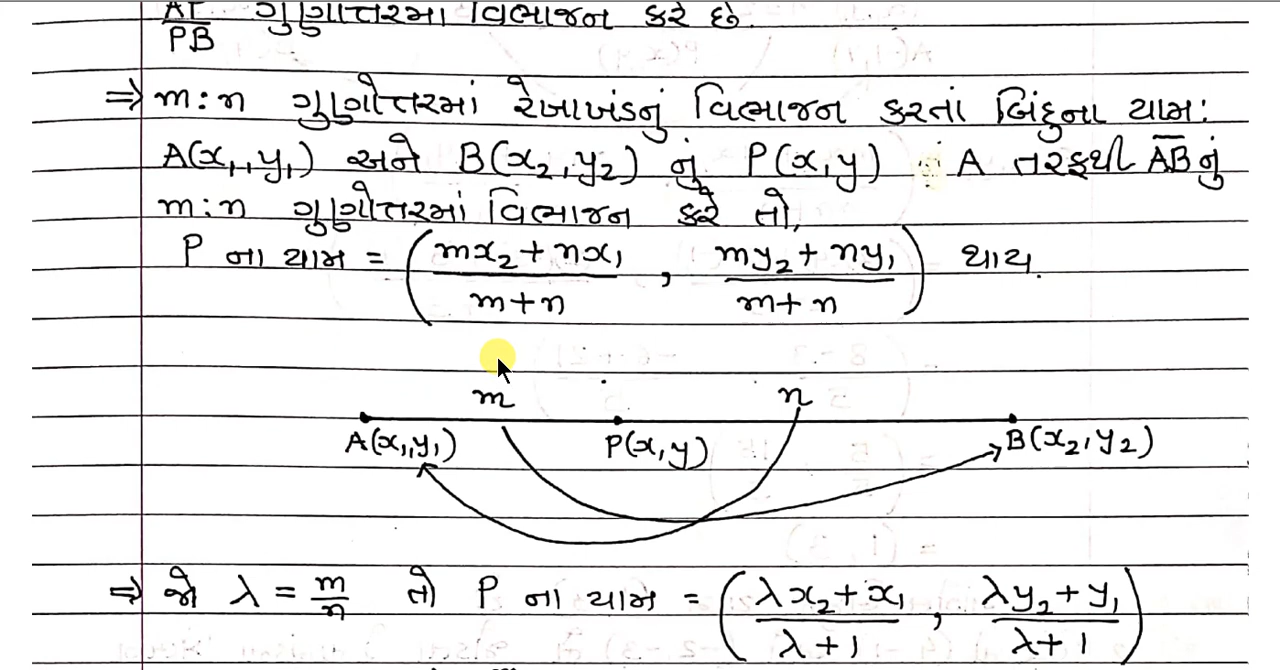 AP/PB ગુણોત્તરમાં વિભાજન કરે છે.
⇒ m:n ગુણોત્તરમાં રેખાખંડનું વિભાજન કરતાં બિંદુના યામ:
A(x₁,y₁) અને B(x₂,y₂) નું P(x,y) A તરફથી A̅B̅ નું
m:n ગુણોત્તરમાં વિભાજન કરે તો,
P ના યામ = ( (mx₂+nx₁)/(m+n) , (my₂+ny₁)/(m+n) ) થાય.
m n
A(x₁,y₁) P(x,y) B(x₂,y₂)
⇒ જો λ = m/n તો P ના યામ = ( (λx₂+x₁)/(λ+1) , (λy₂+y₁)/(λ+1) )